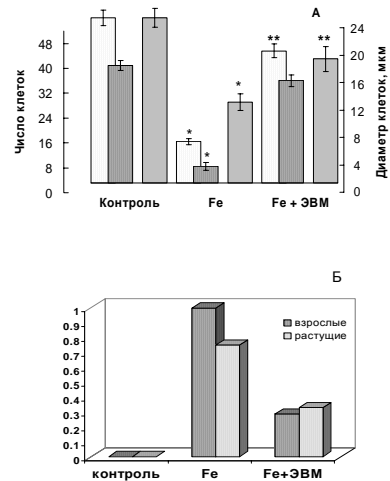 А
Число клеток
48
40
32
24
16
8
0
24
20
16
12
8
4
0
Диаметр клеток, мкм
* * * ** **
Контроль Fe Fe + ЭВМ
Б
1
0.9
0.8
0.7
0.6
0.5
0.4
0.3
0.2
0.1
0
взрослые
растущие
контроль Fe Fe+ЭВМ